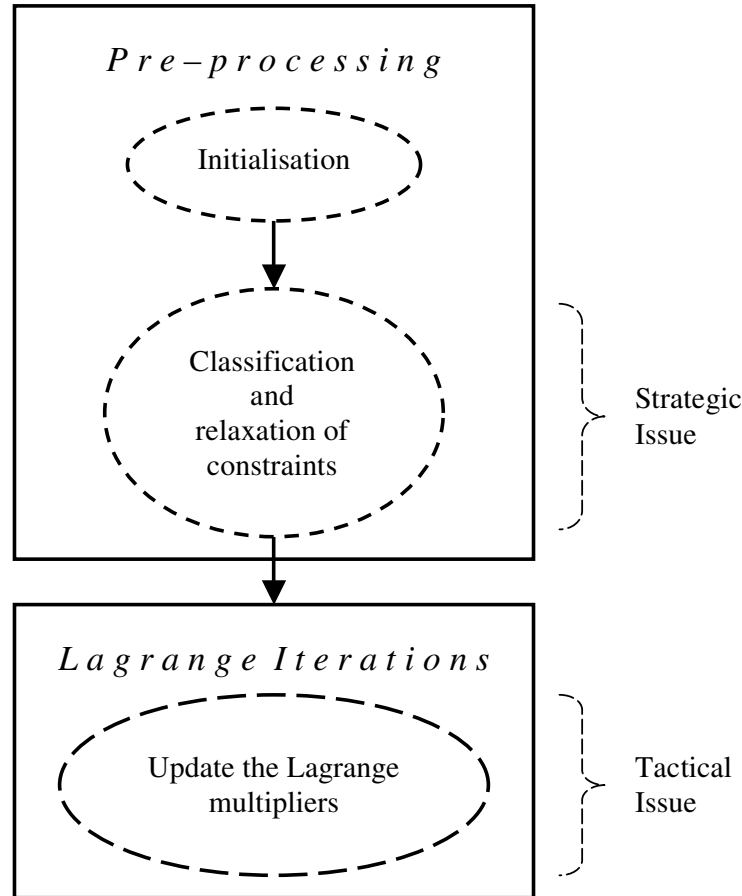 Pre-processing
Initialisation
Classification
and
relaxation of
constraints
Strategic
Issue
Lagrange Iterations
Update the Lagrange
multipliers
Tactical
Issue